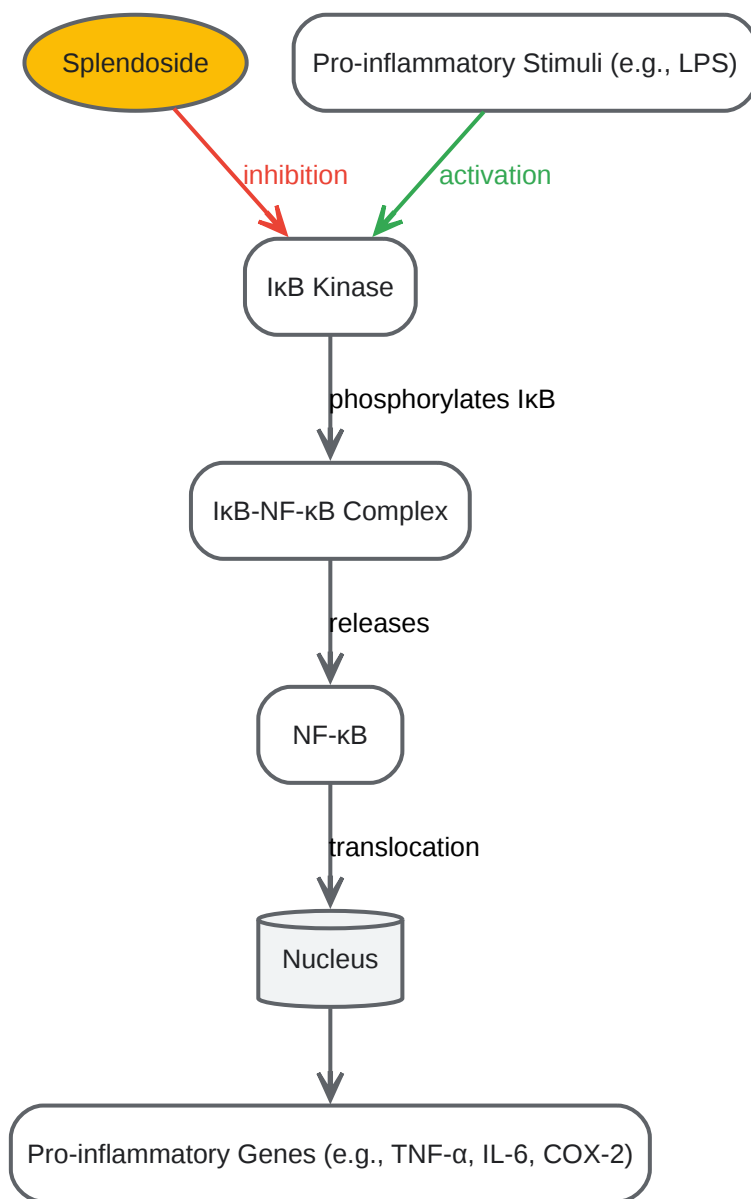 Splendoside
Pro-inflammatory Stimuli (e.g., LPS)
inhibition
activation
IκB Kinase
phosphorylates IκB
IκB-NF-κB Complex
releases
NF-κB
translocation
Nucleus
Pro-inflammatory Genes (e.g., TNF-α, IL-6, COX-2)